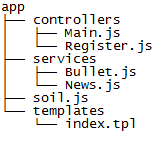 app
├── controllers
│   ├── Main.js
│   └── Register.js
├── services
│   ├── Bullet.js
│   └── News.js
├── soil.js
└── templates
    └── index.tpl